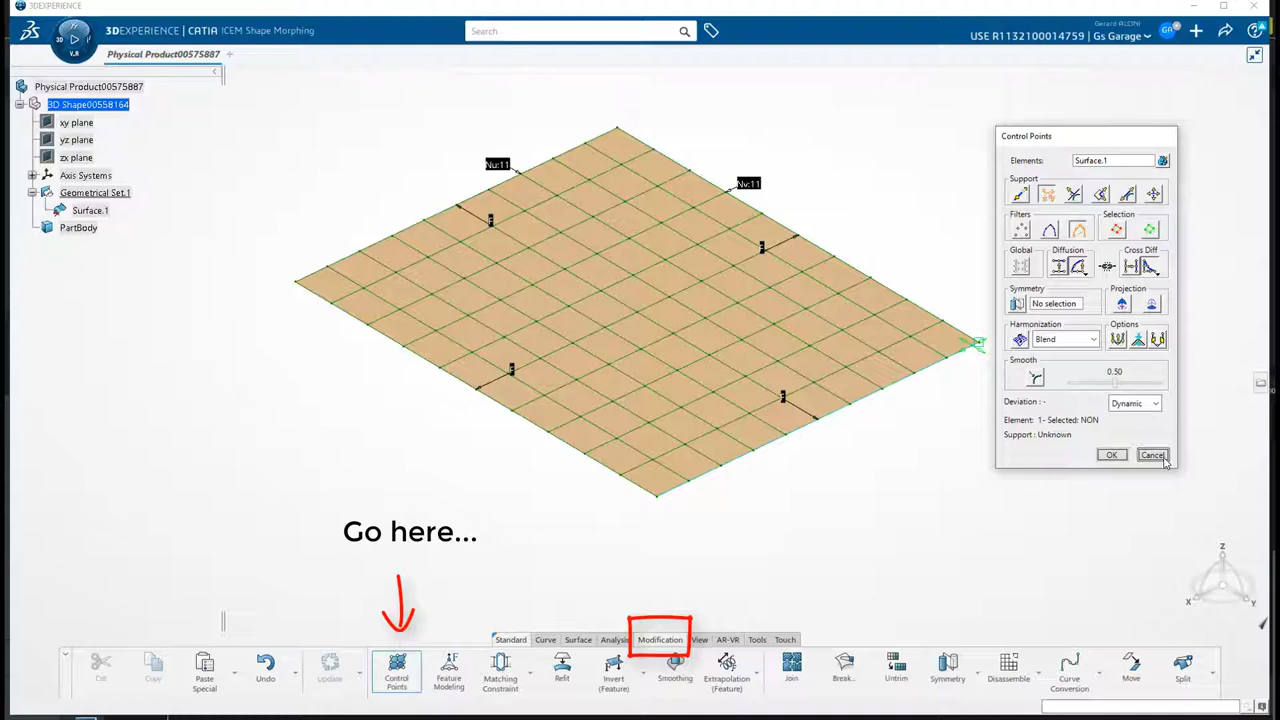 3DEXPERIENCE | CATIA ICEM Shape Morphing
Search
Gerard ALEINI
USE R1132100014759 | Gs Garage
3D
V.R
Physical Product00575887
Physical Product00575887
3D Shape00558164
xy plane
yz plane
zx plane
Axis Systems
Geometrical Set.1
Surface.1
PartBody
Nu:11
Nv:11
F
F
F
F
Control Points
Elements: Surface.1
Support
Filters Selection
Global Diffusion Cross Diff
Symmetry Projection
No selection
Harmonization Options
Blend
Smooth
0.50
Deviation : - Dynamic
Element: 1- Selected: NON
Support : Unknown
OK Cancel
Go here...
Z
X Y
Standard Curve Surface Analysis Modification View AR-VR Tools Touch
Cut Copy Paste Special Undo Update Control Points Feature Modeling Matching Constraint Refit Invert (Feature) Smoothing Extrapolation (Feature) Join Break... Untrim Symmetry Disassemble Curve Conversion Move Split